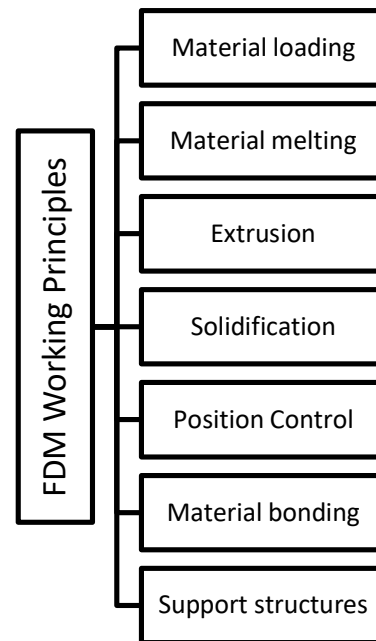 FDM Working Principles
Material loading
Material melting
Extrusion
Solidification
Position Control
Material bonding
Support structures